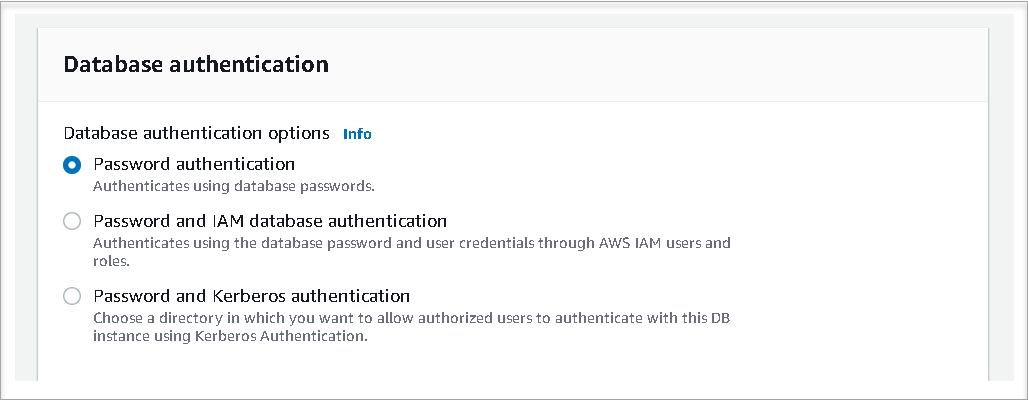 Database authentication
Database authentication options Info
Password authentication
Authenticates using database passwords.
Password and IAM database authentication
Authenticates using the database password and user credentials through AWS IAM users and
roles.
Password and Kerberos authentication
Choose a directory in which you want to allow authorized users to authenticate with this DB
instance using Kerberos Authentication.